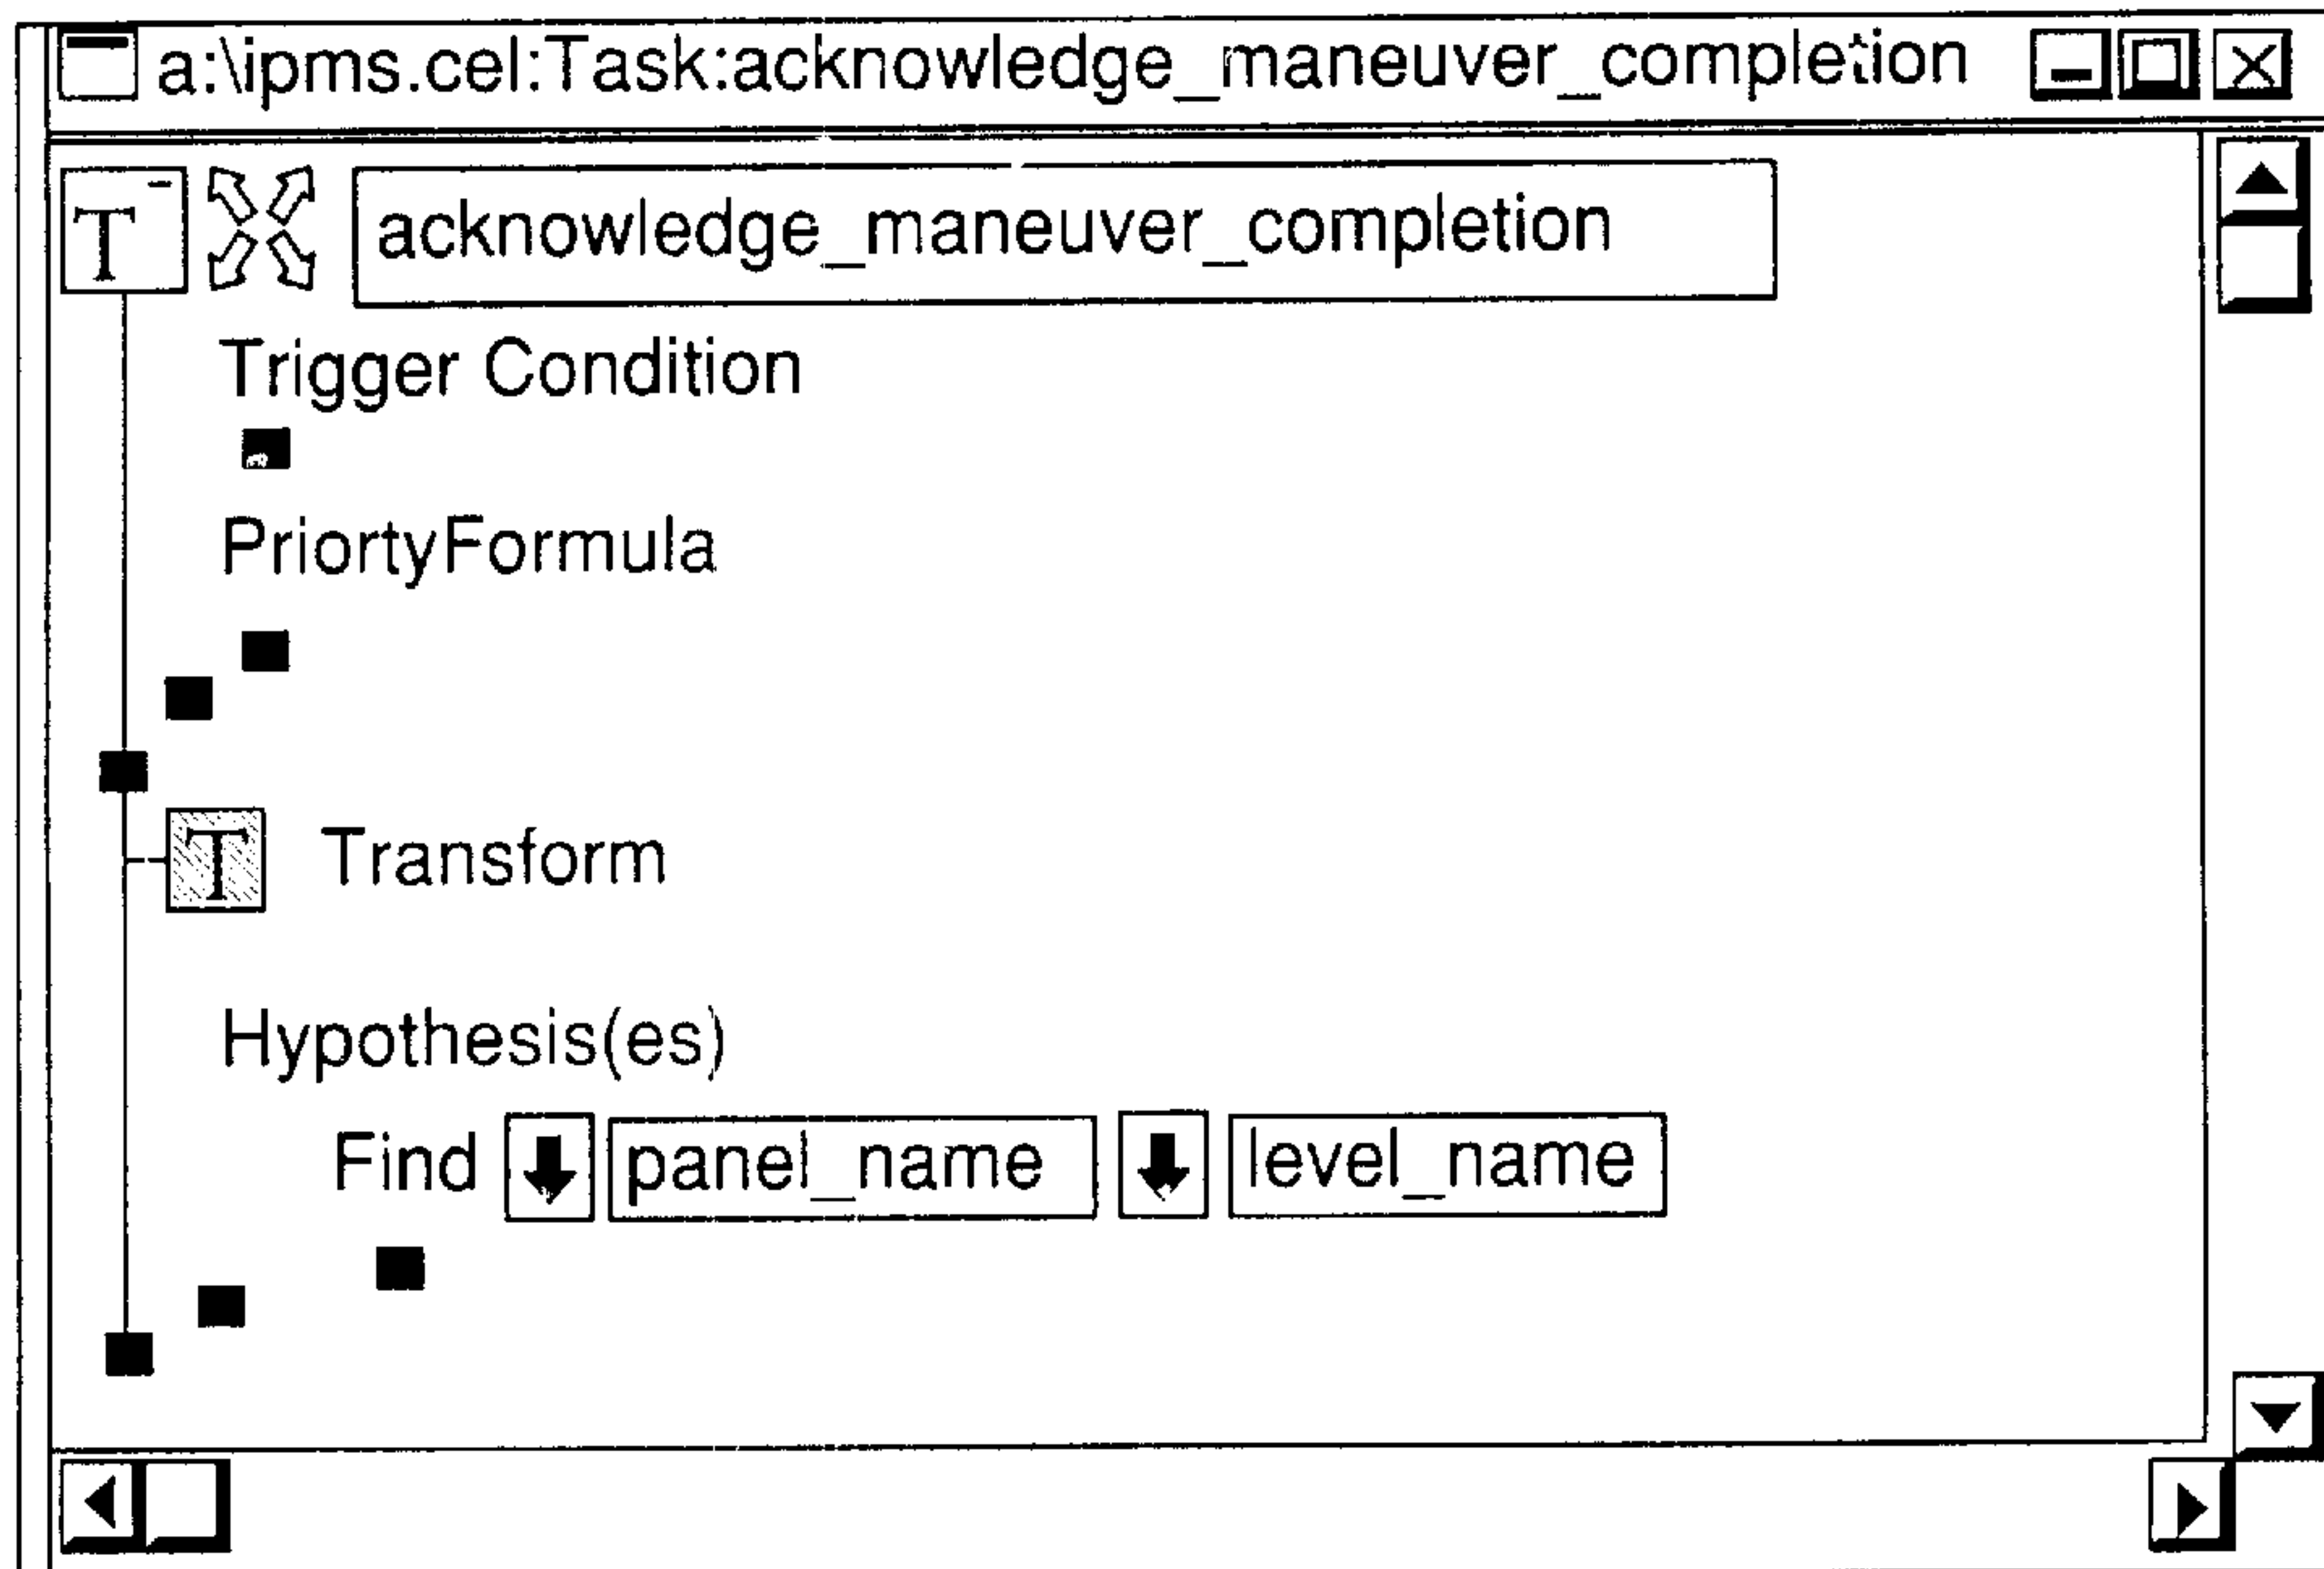 a:\ipms.cel:Task:acknowledge_maneuver_completion
T acknowledge_maneuver_completion
Trigger Condition
PriortyFormula
T Transform
Hypothesis(es)
Find panel_name level_name